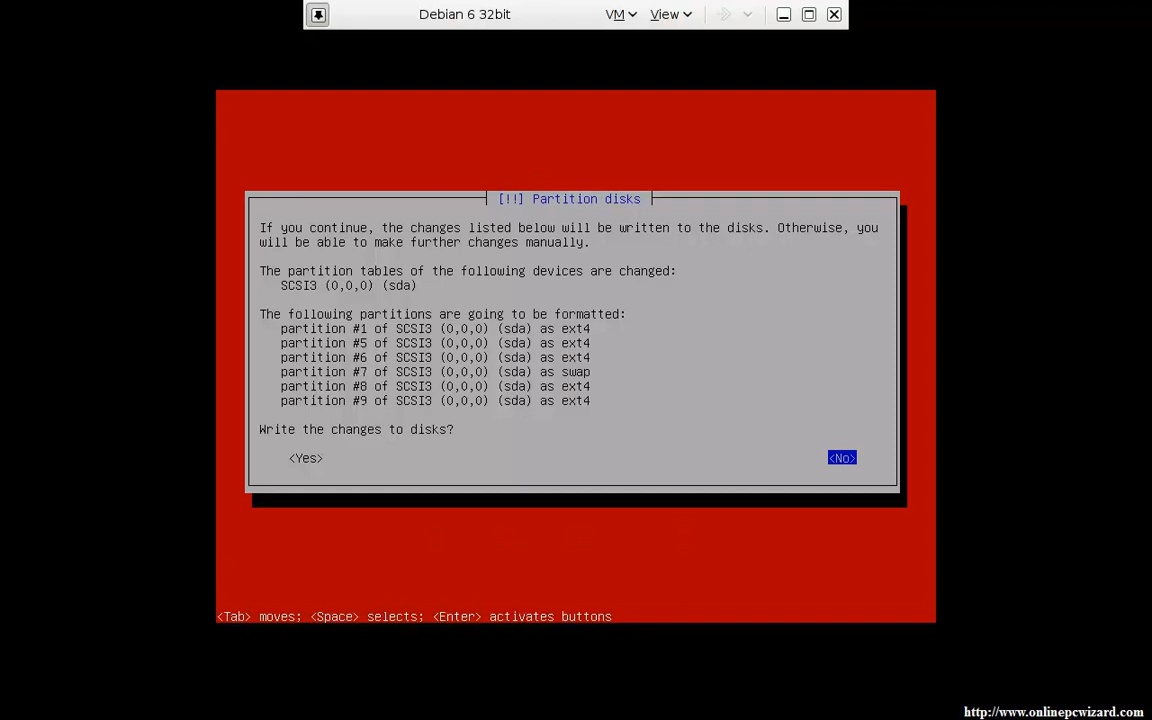 Debian 6 32bit VM View
[!!] Partition disks
If you continue, the changes listed below will be written to the disks. Otherwise, you
will be able to make further changes manually.
The partition tables of the following devices are changed:
SCSI3 (0,0,0) (sda)
The following partitions are going to be formatted:
partition #1 of SCSI3 (0,0,0) (sda) as ext4
partition #5 of SCSI3 (0,0,0) (sda) as ext4
partition #6 of SCSI3 (0,0,0) (sda) as ext4
partition #7 of SCSI3 (0,0,0) (sda) as swap
partition #8 of SCSI3 (0,0,0) (sda) as ext4
partition #9 of SCSI3 (0,0,0) (sda) as ext4
Write the changes to disks?
<Yes> <No>
<Tab> moves; <Space> selects; <Enter> activates buttons
http://www.onlinepcwizard.com